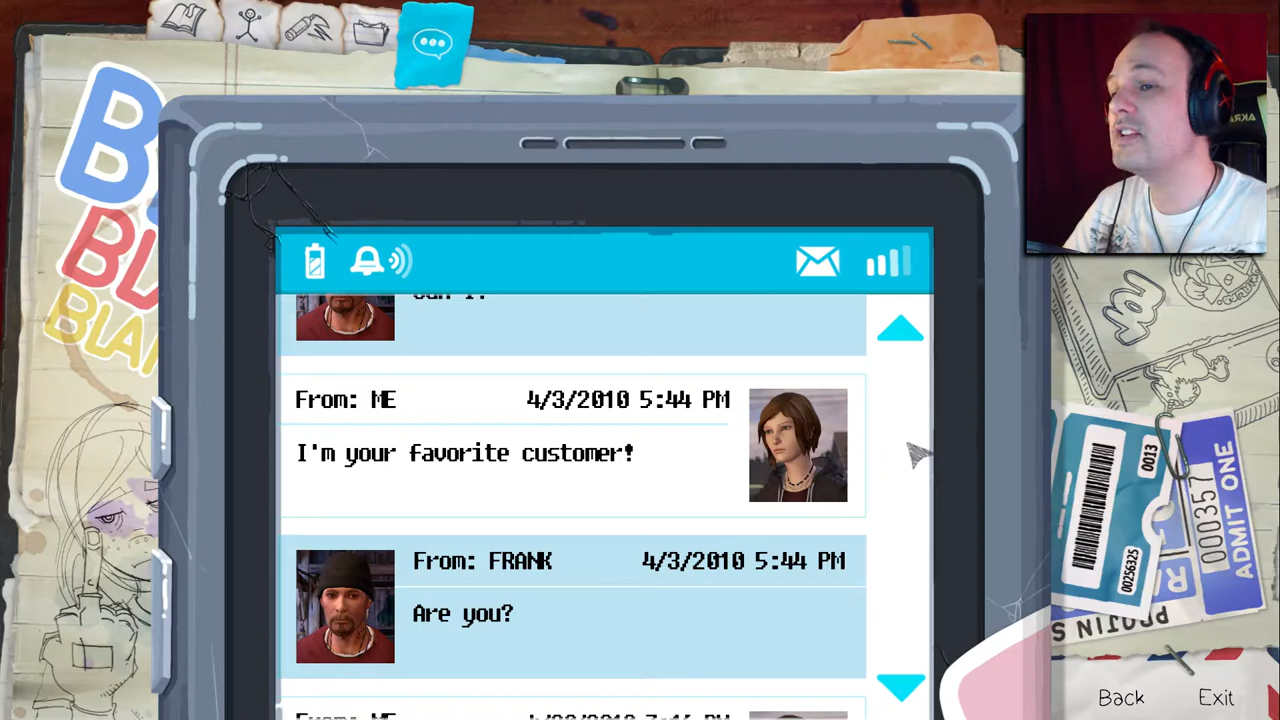 From: ME 4/3/2010 5:44 PM
I'm your favorite customer!
From: FRANK 4/3/2010 5:44 PM
Are you?
0013
00256325
000357
ADMIT ONE
Back
Exit